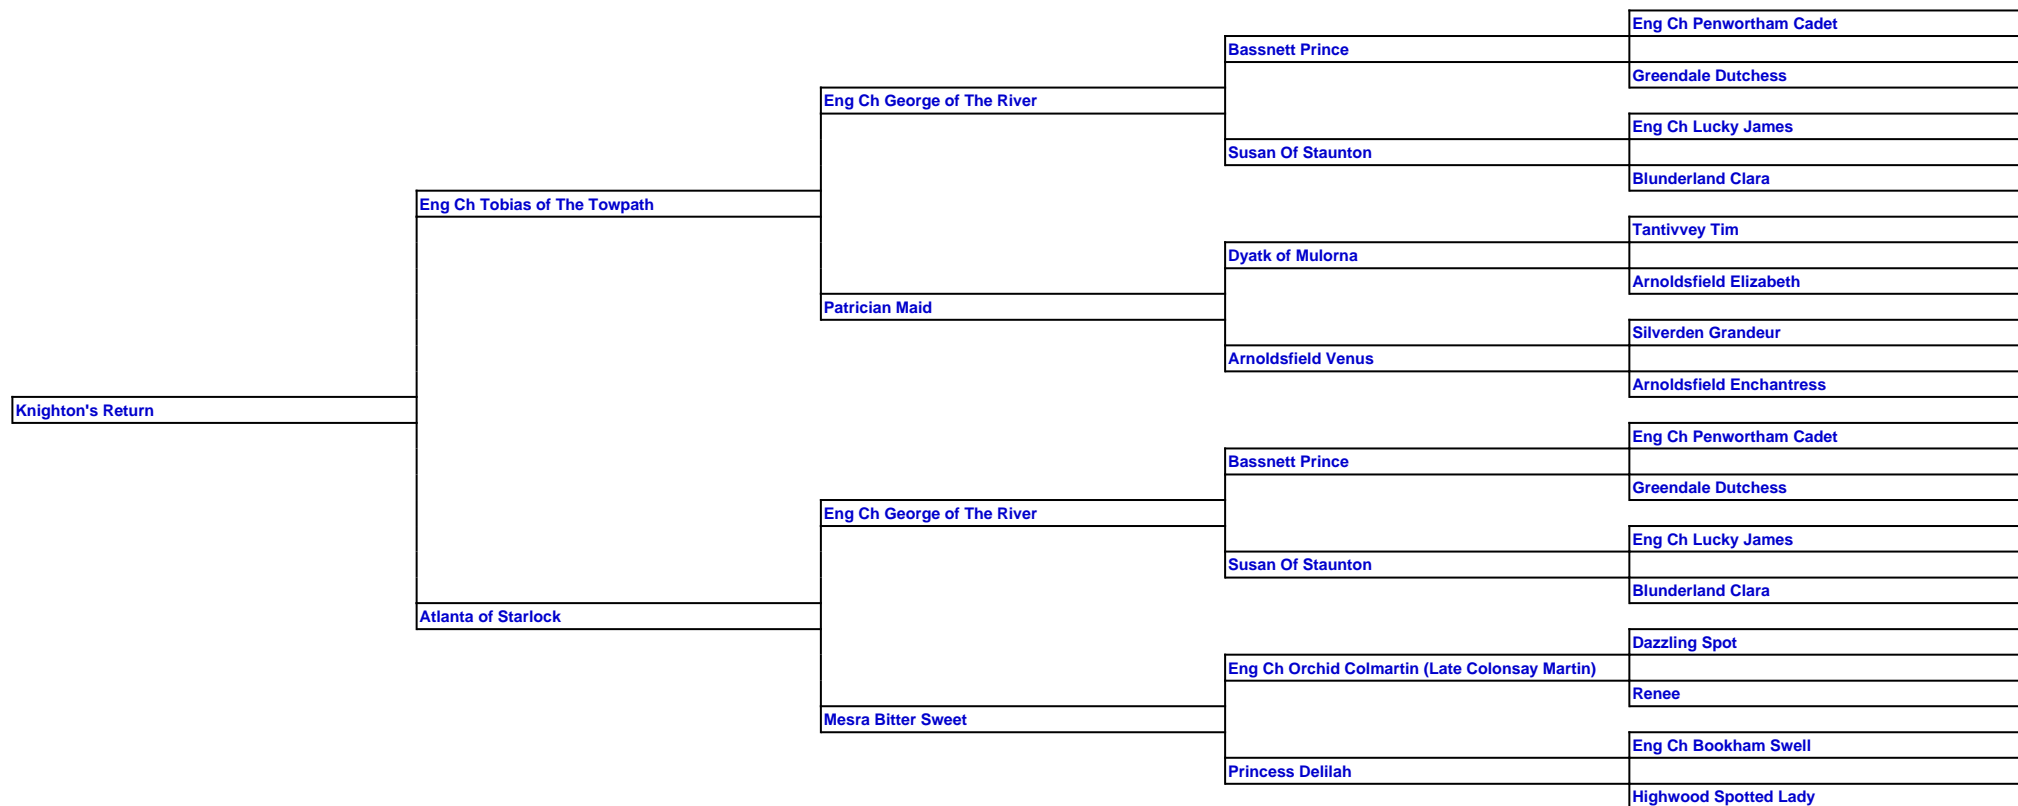 Eng Ch Penwortham Cadet
Bassnett Prince
Greendale Dutchess
Eng Ch George of The River
Eng Ch Lucky James
Susan Of Staunton
Blunderland Clara
Eng Ch Tobias of The Towpath
Tantivvey Tim
Dyatk of Mulorna
Arnoldsfield Elizabeth
Patrician Maid
Silverden Grandeur
Arnoldsfield Venus
Arnoldsfield Enchantress
Knighton's Return
Eng Ch Penwortham Cadet
Bassnett Prince
Greendale Dutchess
Eng Ch George of The River
Eng Ch Lucky James
Susan Of Staunton
Blunderland Clara
Atlanta of Starlock
Dazzling Spot
Eng Ch Orchid Colmartin (Late Colonsay Martin)
Renee
Mesra Bitter Sweet
Eng Ch Bookham Swell
Princess Delilah
Highwood Spotted Lady